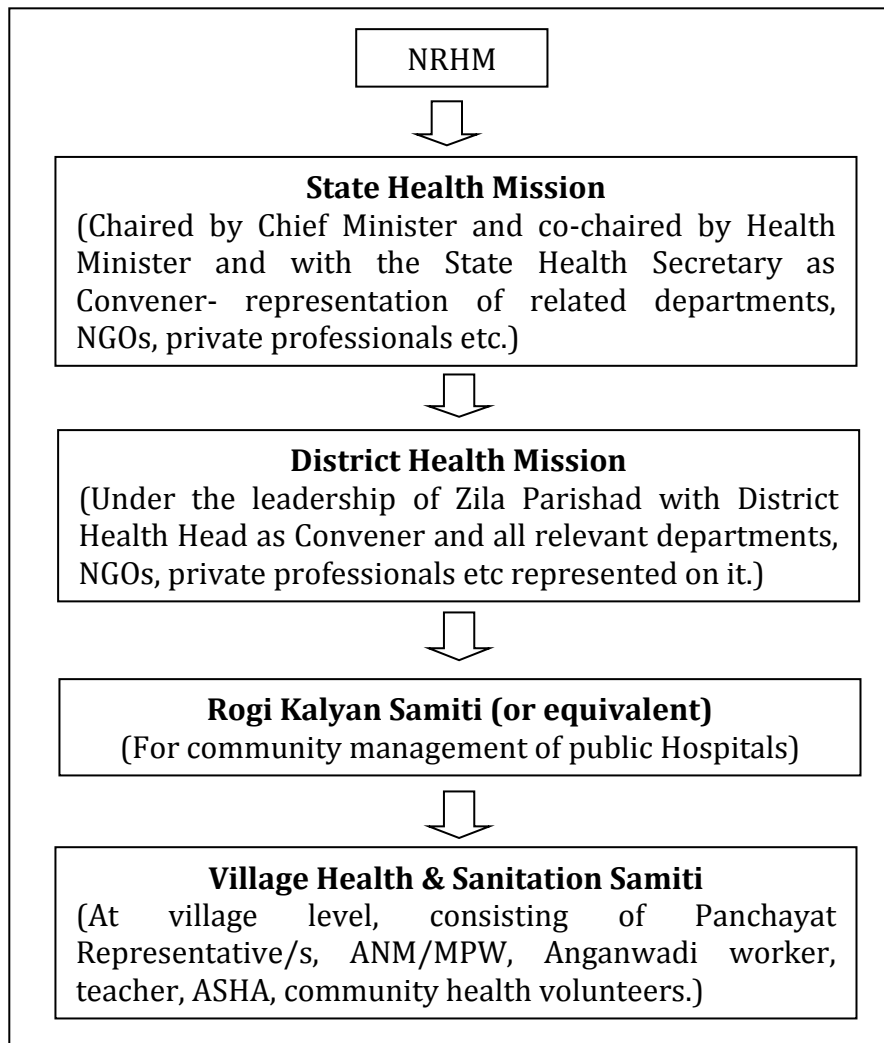 NRHM
State Health Mission
(Chaired by Chief Minister and co-chaired by Health
Minister and with the State Health Secretary as
Convener- representation of related departments,
NGOs, private professionals etc.)
District Health Mission
(Under the leadership of Zila Parishad with District
Health Head as Convener and all relevant departments,
NGOs, private professionals etc represented on it.)
Rogi Kalyan Samiti (or equivalent)
(For community management of public Hospitals)
Village Health & Sanitation Samiti
(At village level, consisting of Panchayat
Representative/s, ANM/MPW, Anganwadi worker,
teacher, ASHA, community health volunteers.)